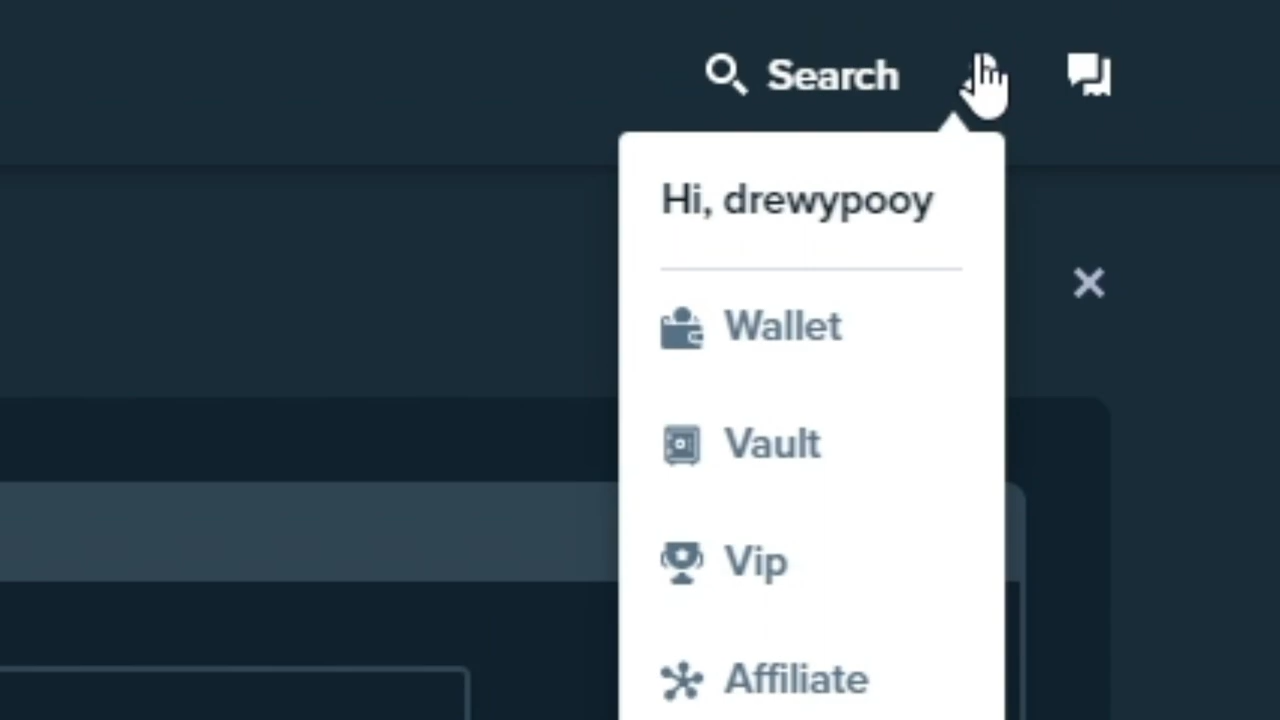 Search
Hi, drewypooy
Wallet
Vault
Vip
Affiliate